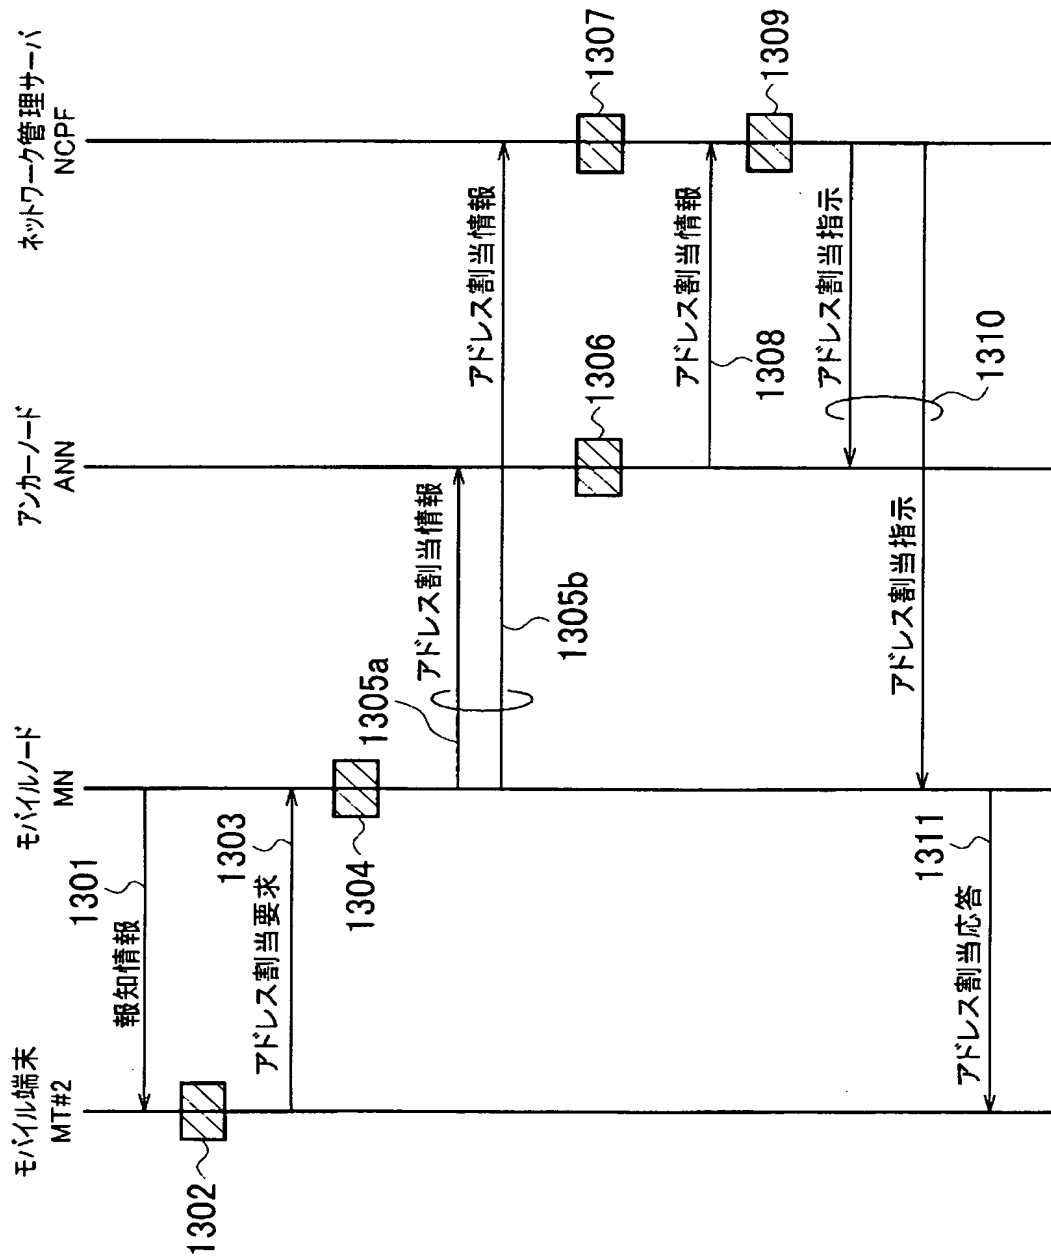 モバイル端末
MT#2
モバイルノード
MN
アンカーノード
ANN
ネットワーク管理サーバ
NCPF
1301
報知情報
1302
1303
アドレス割当要求
1304
1305a
アドレス割当情報
アドレス割当情報
1305b
1306
1307
アドレス割当情報
1308
1309
アドレス割当指示
アドレス割当指示
1310
1311
アドレス割当応答